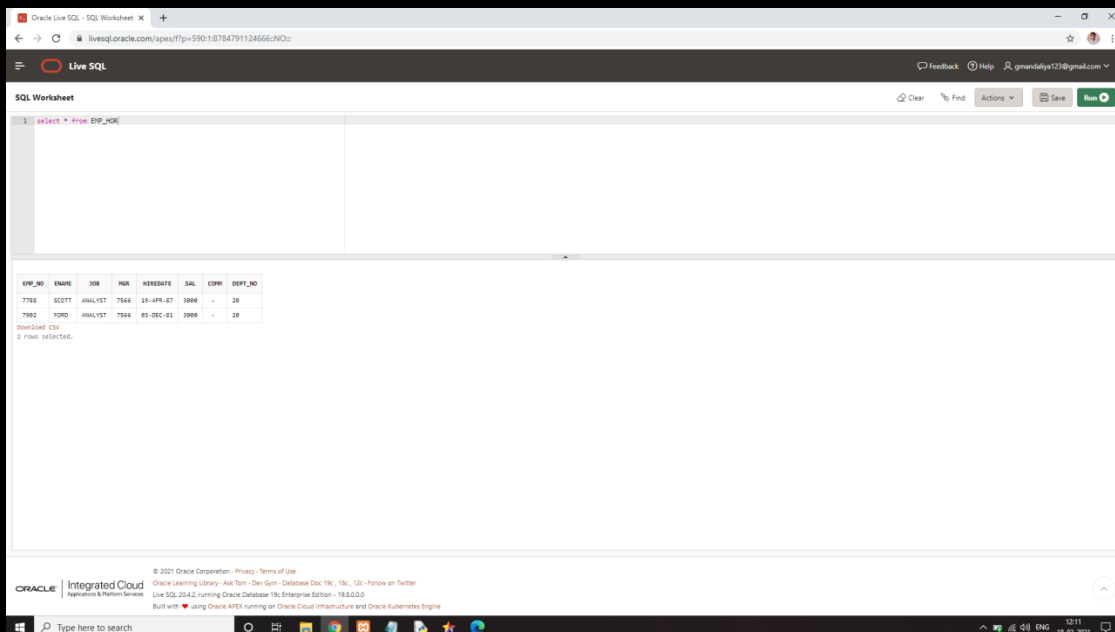 Oracle Live SQL - SQL Worksheet
livesql.oracle.com/apex/f?p=590:1:8784791124666::NO:::
Live SQL
Feedback Help gmandaliya123@gmail.com
SQL Worksheet
Clear Find Actions Save Run
1 select * from EMP_HOR
EMP_NO ENAME JOB MGR HIREDATE SAL COMM DEPT_NO
7788 SCOTT ANALYST 7566 19-APR-87 3000 - 20
7902 FORD ANALYST 7566 03-DEC-81 3000 - 20
Download CSV
2 rows selected.
© 2021 Oracle Corporation · Privacy · Terms of Use
Oracle Learning Library · Ask Tom · Dev Gym · Database Doc 19c, 18c, 12c · Follow on Twitter
Live SQL 20.4.2, running Oracle Database 19c Enterprise Edition - 19.8.0.0.0
Built with ❤ using Oracle APEX running on Oracle Cloud Infrastructure and Oracle Kubernetes Engine
ORACLE Integrated Cloud
Applications & Platform Services
Type here to search
ENG 12:11